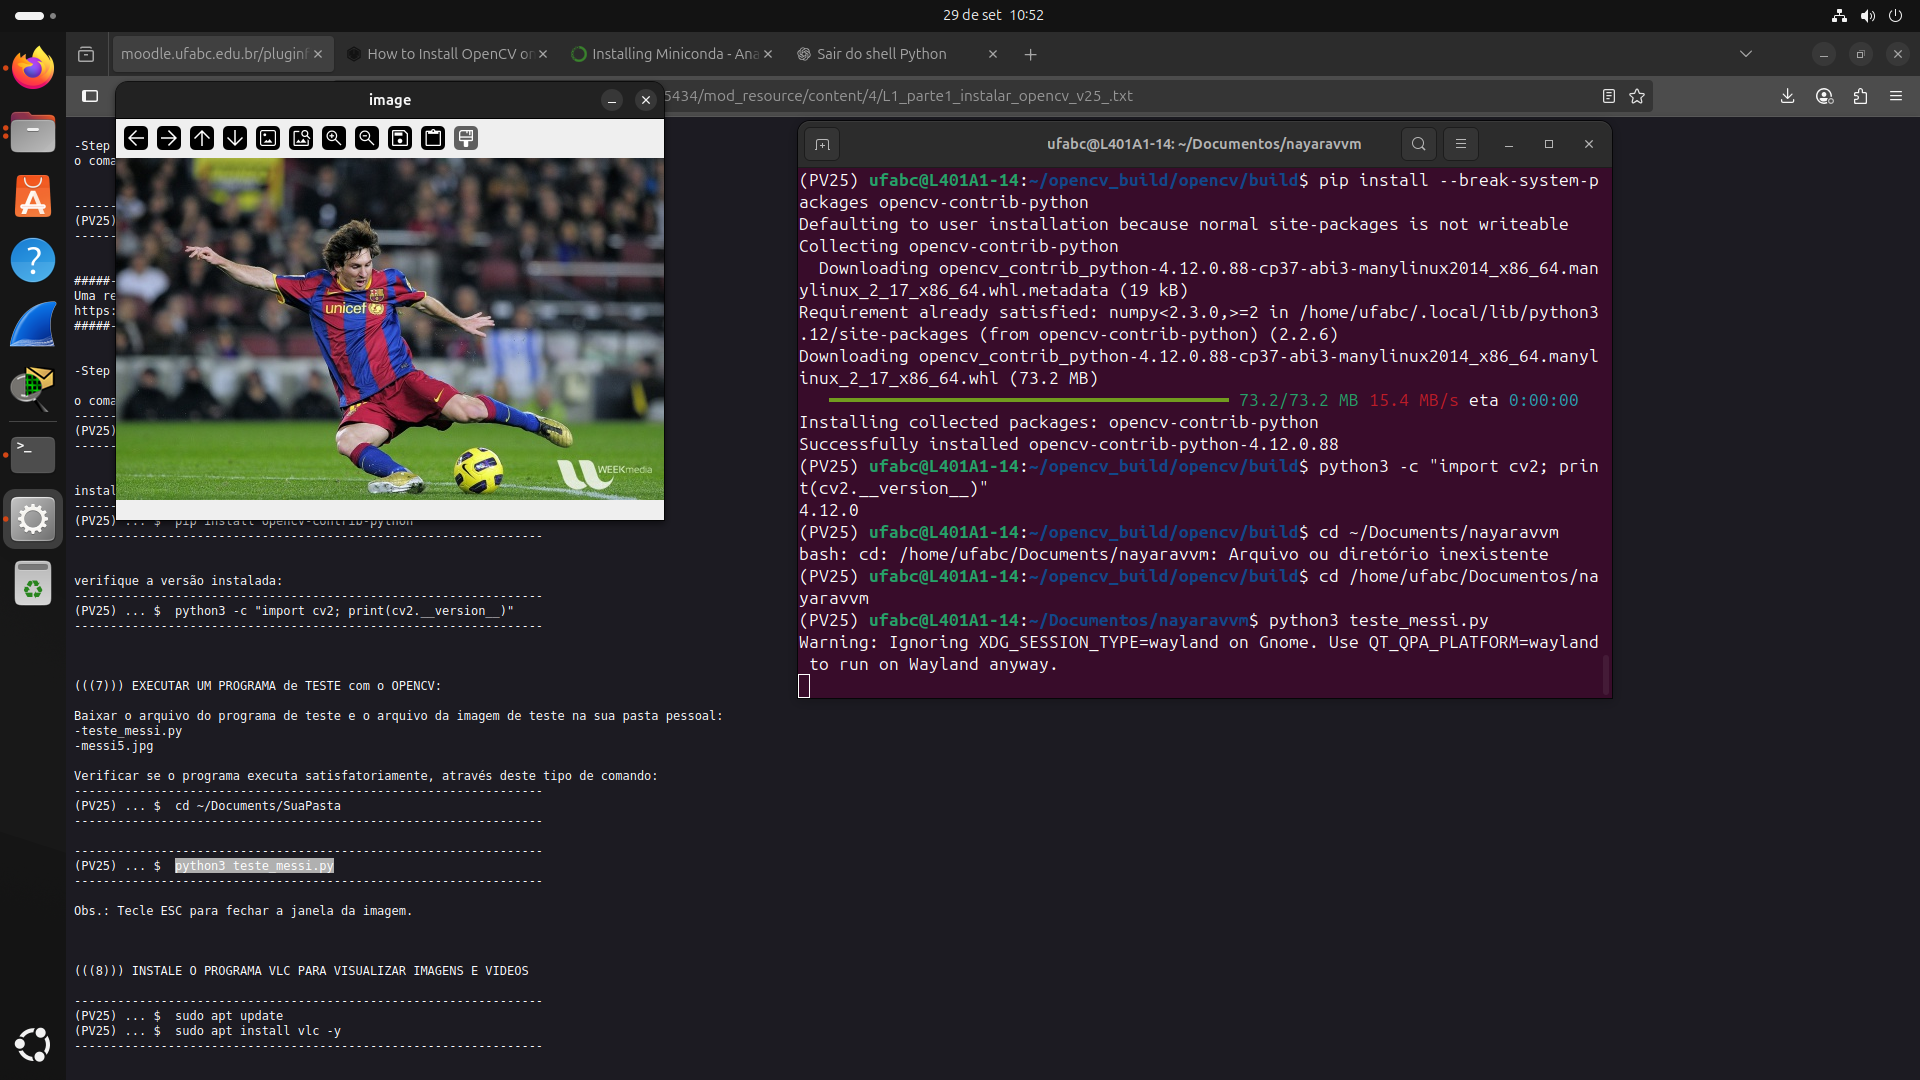 29 de set 10:52
moodle.ufabc.edu.br/pluginf
How to Install OpenCV on
Installing Miniconda - Ana
Sair do shell Python
5434/mod_resource/content/4/L1_parte1_instalar_opencv_v25_.txt
image
unicef
WEEKmedia
-Step
o coma
------
(PV25)
------
#####-
Uma re
https:
#####-
-Step
o coma
------
(PV25)
------
instal
------
(PV25) ... $  pip install opencv-contrib-python
-----------------------------------------------------------------
verifique a versão instalada:
-----------------------------------------------------------------
(PV25) ... $  python3 -c "import cv2; print(cv2.__version__)"
-----------------------------------------------------------------
(((7))) EXECUTAR UM PROGRAMA de TESTE com o OPENCV:
Baixar o arquivo do programa de teste e o arquivo da imagem de teste na sua pasta pessoal:
-teste_messi.py
-messi5.jpg
Verificar se o programa executa satisfatoriamente, através deste tipo de comando:
-----------------------------------------------------------------
(PV25) ... $  cd ~/Documents/SuaPasta
-----------------------------------------------------------------
-----------------------------------------------------------------
(PV25) ... $  python3 teste_messi.py
-----------------------------------------------------------------
Obs.: Tecle ESC para fechar a janela da imagem.
(((8))) INSTALE O PROGRAMA VLC PARA VISUALIZAR IMAGENS E VIDEOS
-----------------------------------------------------------------
(PV25) ... $  sudo apt update
(PV25) ... $  sudo apt install vlc -y
-----------------------------------------------------------------
ufabc@L401A1-14: ~/Documentos/nayaravvm
(PV25) ufabc@L401A1-14:~/opencv_build/opencv/build$ pip install --break-system-p
ackages opencv-contrib-python
Defaulting to user installation because normal site-packages is not writeable
Collecting opencv-contrib-python
  Downloading opencv_contrib_python-4.12.0.88-cp37-abi3-manylinux2014_x86_64.man
ylinux_2_17_x86_64.whl.metadata (19 kB)
Requirement already satisfied: numpy<2.3.0,>=2 in /home/ufabc/.local/lib/python3
.12/site-packages (from opencv-contrib-python) (2.2.6)
Downloading opencv_contrib_python-4.12.0.88-cp37-abi3-manylinux2014_x86_64.manyl
inux_2_17_x86_64.whl (73.2 MB)
73.2/73.2 MB 15.4 MB/s eta 0:00:00
Installing collected packages: opencv-contrib-python
Successfully installed opencv-contrib-python-4.12.0.88
(PV25) ufabc@L401A1-14:~/opencv_build/opencv/build$ python3 -c "import cv2; prin
t(cv2.__version__)"
4.12.0
(PV25) ufabc@L401A1-14:~/opencv_build/opencv/build$ cd ~/Documents/nayaravvm
bash: cd: /home/ufabc/Documents/nayaravvm: Arquivo ou diretório inexistente
(PV25) ufabc@L401A1-14:~/opencv_build/opencv/build$ cd /home/ufabc/Documentos/na
yaravvm
(PV25) ufabc@L401A1-14:~/Documentos/nayaravvm$ python3 teste_messi.py
Warning: Ignoring XDG_SESSION_TYPE=wayland on Gnome. Use QT_QPA_PLATFORM=wayland
 to run on Wayland anyway.